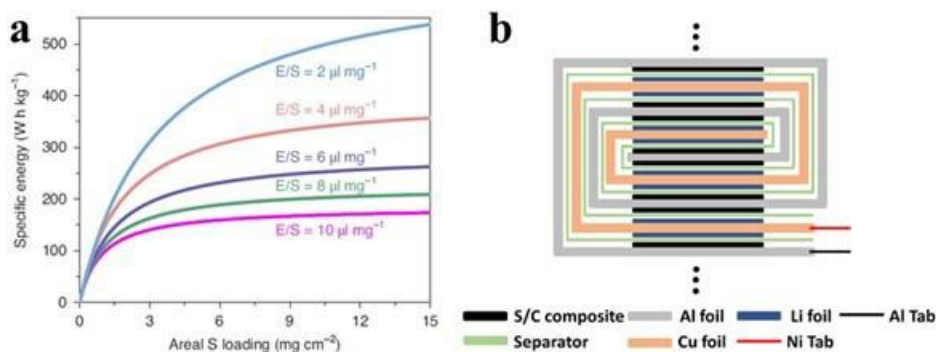 a
500
400
300
200
100
0
Specific energy (W h kg⁻¹)
E/S = 2 µl mg⁻¹
E/S = 4 µl mg⁻¹
E/S = 6 µl mg⁻¹
E/S = 8 µl mg⁻¹
E/S = 10 µl mg⁻¹
0 3 6 9 12 15
Areal S loading (mg cm⁻²)
b
S/C composite Al foil Li foil Al Tab
Separator Cu foil Ni Tab